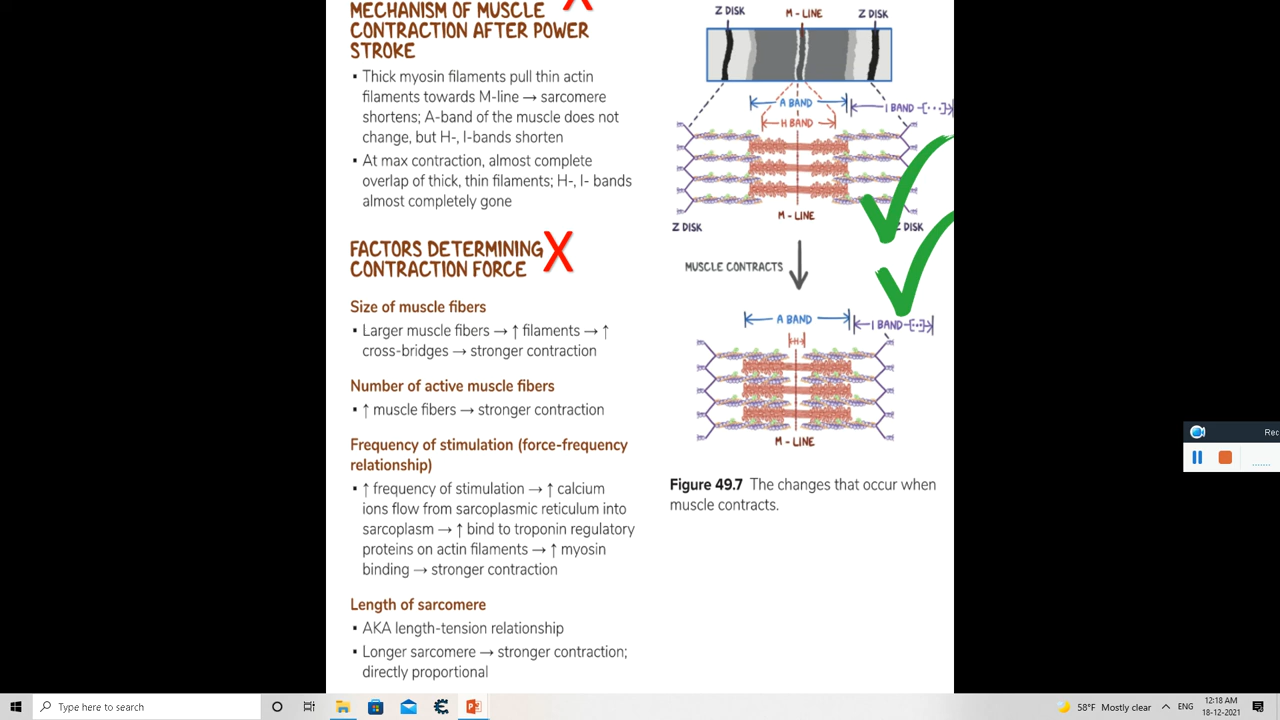 MECHANISM OF MUSCLE
CONTRACTION AFTER POWER
STROKE
X
▪ Thick myosin filaments pull thin actin
filaments towards M-line → sarcomere
shortens; A-band of the muscle does not
change, but H-, I-bands shorten
▪ At max contraction, almost complete
overlap of thick, thin filaments; H-, I- bands
almost completely gone
FACTORS DETERMINING
CONTRACTION FORCE
X
Size of muscle fibers
▪ Larger muscle fibers → ↑ filaments → ↑
cross-bridges → stronger contraction
Number of active muscle fibers
▪ ↑ muscle fibers → stronger contraction
Frequency of stimulation (force-frequency
relationship)
▪ ↑ frequency of stimulation → ↑ calcium
ions flow from sarcoplasmic reticulum into
sarcoplasm → ↑ bind to troponin regulatory
proteins on actin filaments → ↑ myosin
binding → stronger contraction
Length of sarcomere
▪ AKA length-tension relationship
▪ Longer sarcomere → stronger contraction;
directly proportional
Z DISK M - LINE Z DISK
A BAND I BAND
H BAND
M - LINE
Z DISK DISK
MUSCLE CONTRACTS
A BAND I BAND
H
M - LINE
Figure 49.7 The changes that occur when
muscle contracts.
Rec
Type here to search
58°F Mostly clear ENG 12:18 AM
18-12-2021